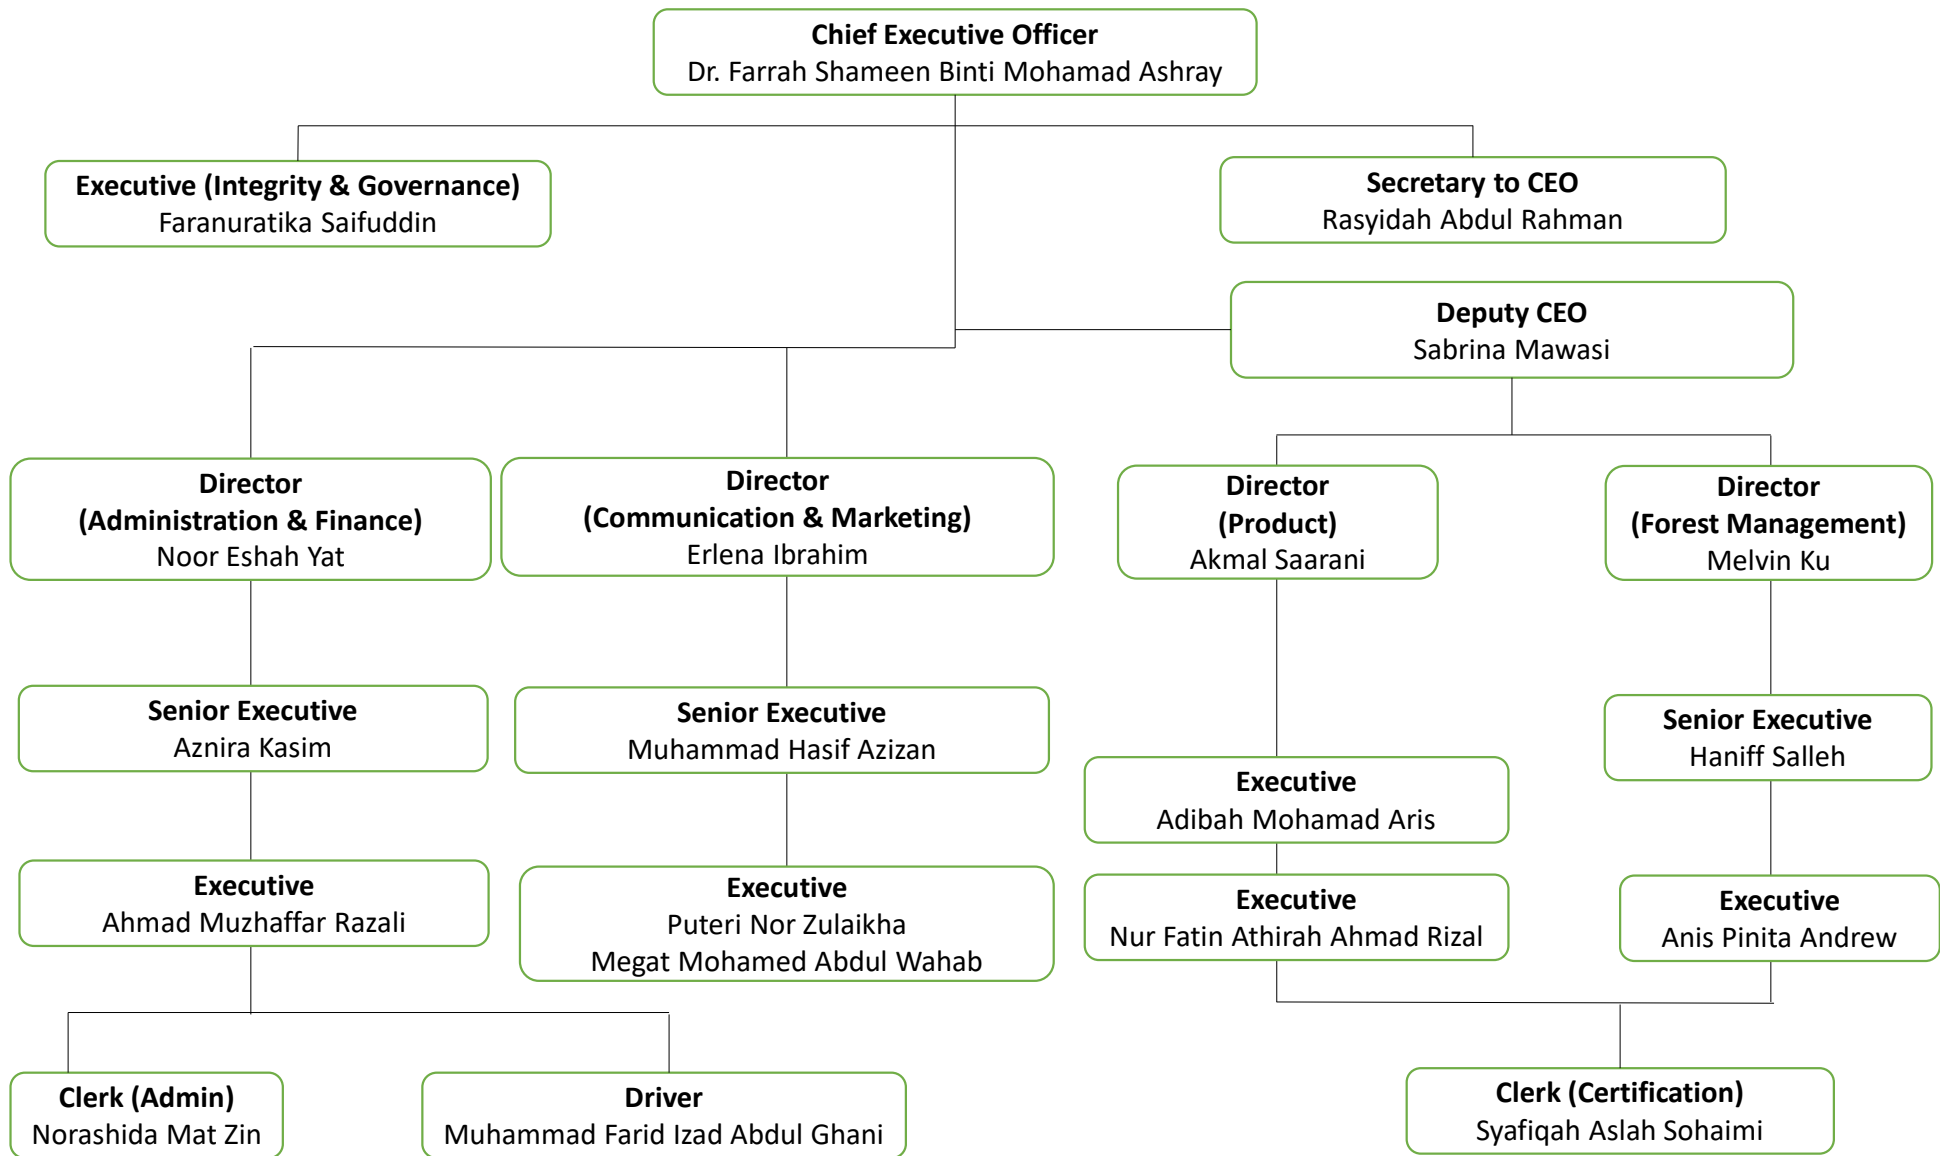 Chief Executive Officer
Dr. Farrah Shameen Binti Mohamad Ashray
Executive (Integrity & Governance)
Faranuratika Saifuddin
Secretary to CEO
Rasyidah Abdul Rahman
Deputy CEO
Sabrina Mawasi
Director
(Administration & Finance)
Noor Eshah Yat
Director
(Communication & Marketing)
Erlena Ibrahim
Director
(Product)
Akmal Saarani
Director
(Forest Management)
Melvin Ku
Senior Executive
Aznira Kasim
Senior Executive
Muhammad Hasif Azizan
Senior Executive
Haniff Salleh
Executive
Adibah Mohamad Aris
Executive
Ahmad Muzhaffar Razali
Executive
Puteri Nor Zulaikha
Megat Mohamed Abdul Wahab
Executive
Nur Fatin Athirah Ahmad Rizal
Executive
Anis Pinita Andrew
Clerk (Admin)
Norashida Mat Zin
Driver
Muhammad Farid Izad Abdul Ghani
Clerk (Certification)
Syafiqah Aslah Sohaimi